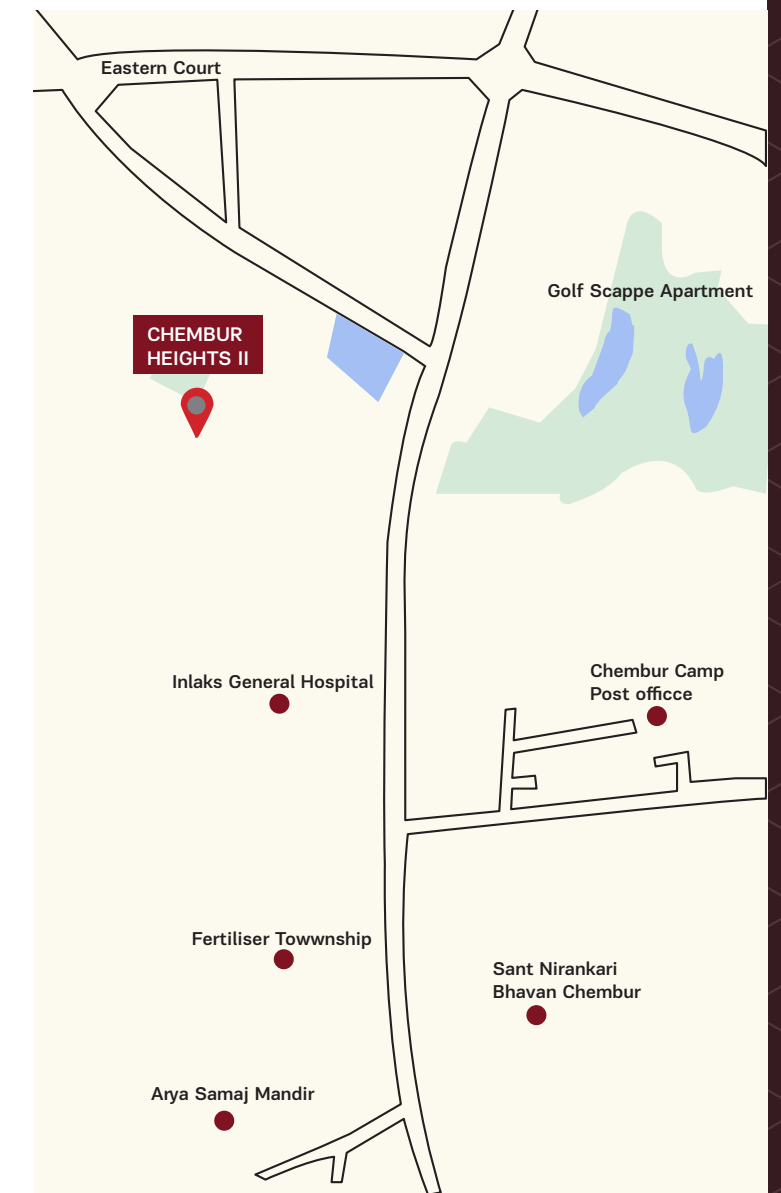 Eastern Court
Golf Scappe Apartment
CHEMBUR
HEIGHTS II
Inlaks General Hospital
Chembur Camp
Post officce
Fertiliser Towwnship
Sant Nirankari
Bhavan Chembur
Arya Samaj Mandir